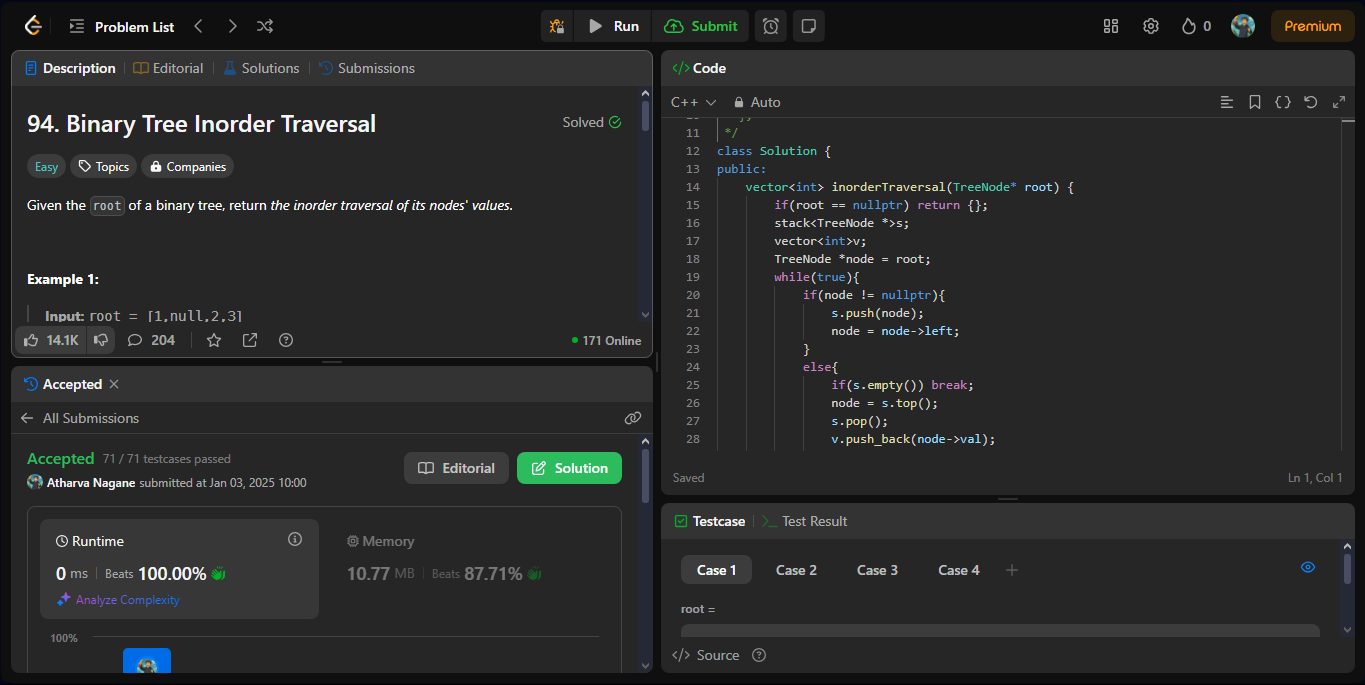 Problem List
Run
Submit
0
Premium
Description
Editorial
Solutions
Submissions
94. Binary Tree Inorder Traversal
Solved
Easy
Topics
Companies
Given the root of a binary tree, return the inorder traversal of its nodes' values.
Example 1:
Input: root = [1,null,2,3]
14.1K
204
171 Online
Accepted
All Submissions
Accepted 71 / 71 testcases passed
Atharva Nagane submitted at Jan 03, 2025 10:00
Editorial
Solution
Runtime
0 ms | Beats 100.00%
Analyze Complexity
Memory
10.77 MB | Beats 87.71%
100%
</> Code
C++
Auto
11 */
12 class Solution {
13 public:
14 vector<int> inorderTraversal(TreeNode* root) {
15 if(root == nullptr) return {};
16 stack<TreeNode *>s;
17 vector<int>v;
18 TreeNode *node = root;
19 while(true){
20 if(node != nullptr){
21 s.push(node);
22 node = node->left;
23 }
24 else{
25 if(s.empty()) break;
26 node = s.top();
27 s.pop();
28 v.push_back(node->val);
Saved
Ln 1, Col 1
Testcase
Test Result
Case 1
Case 2
Case 3
Case 4
root =
</> Source